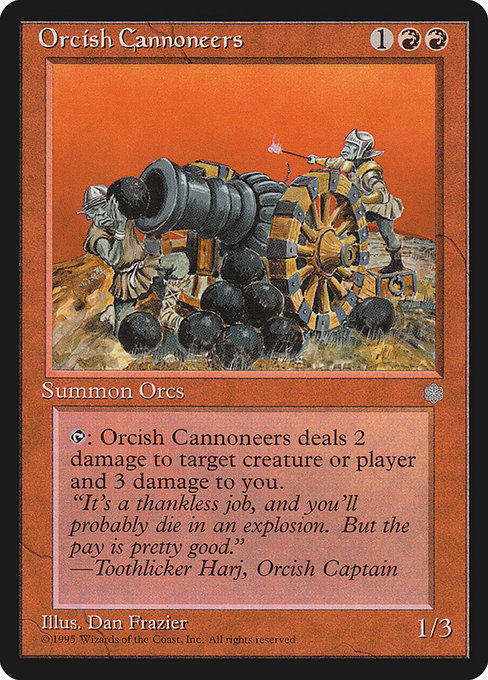 Orcish Cannoneers 1
Summon Orcs
: Orcish Cannoneers deals 2
damage to target creature or player
and 3 damage to you.
“It’s a thankless job, and you’ll
probably die in an explosion. But the
pay is pretty good.”
—Toothlicker Harj, Orcish Captain
Illus. Dan Frazier
©1995 Wizards of the Coast, Inc. All rights reserved.
1/3